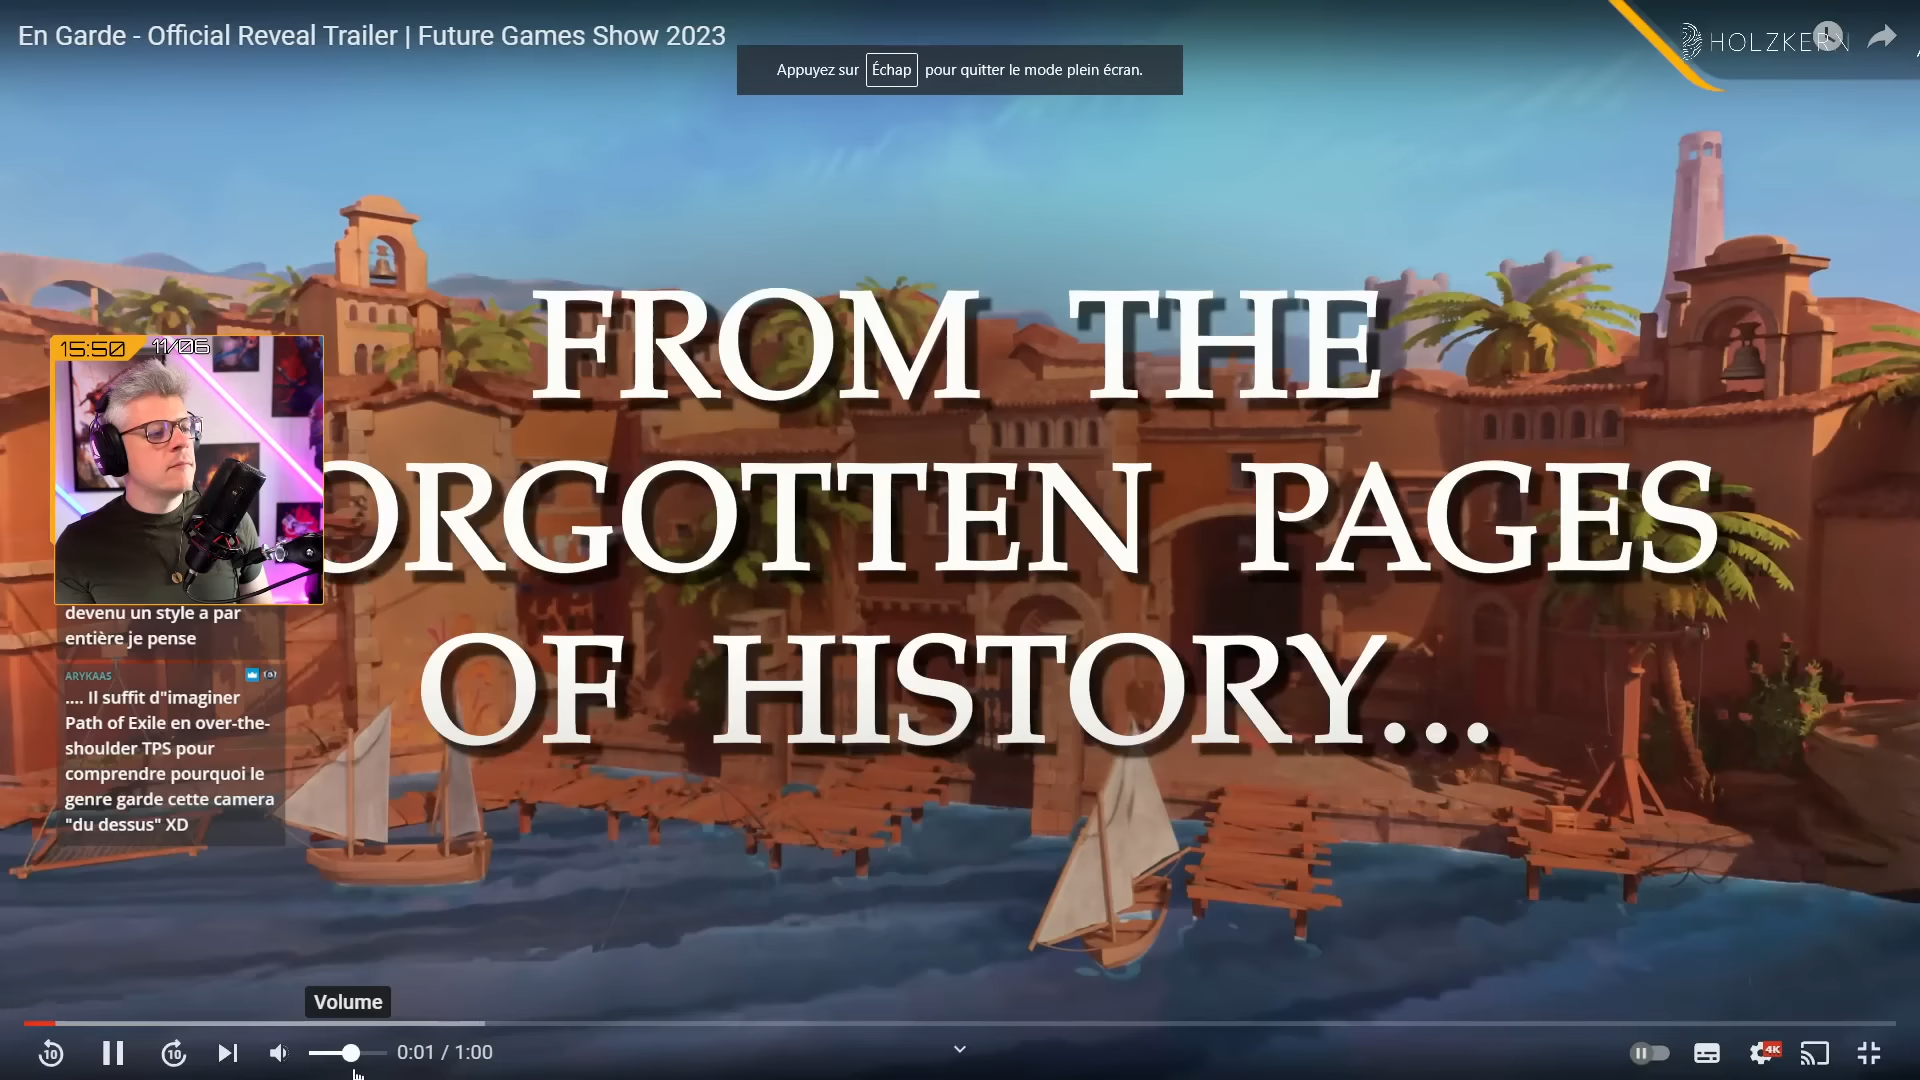 En Garde - Official Reveal Trailer | Future Games Show 2023
Appuyez sur Échap pour quitter le mode plein écran.
HOLZKERN
FROM THE
ORGOTTEN PAGES
OF HISTORY...
15:50 11/06
devenu un style a par
entière je pense
ARYKAAS
.... Il suffit d"imaginer
Path of Exile en over-the-
shoulder TPS pour
comprendre pourquoi le
genre garde cette camera
"du dessus" XD
Volume
10
10
0:01 / 1:00
4K